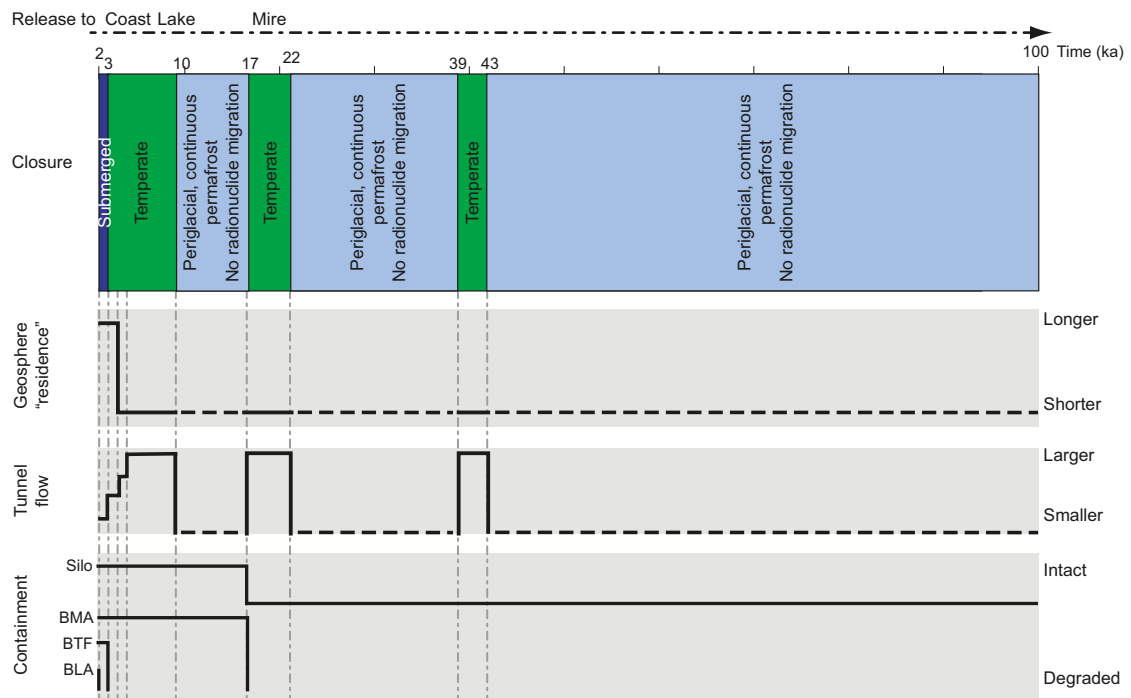 Release to Coast Lake Mire
2 3 10 17 22 39 43 100 Time (ka)
Closure
Submerged
Temperate
Periglacial, continuous
permafrost
No radionuclide migration
Temperate
Periglacial, continuous
permafrost
No radionuclide migration
Temperate
Periglacial, continuous
permafrost
No radionuclide migration
Geosphere
“residence”
Longer
Shorter
Tunnel
flow
Larger
Smaller
Containment
Silo
BMA
BTF
BLA
Intact
Degraded